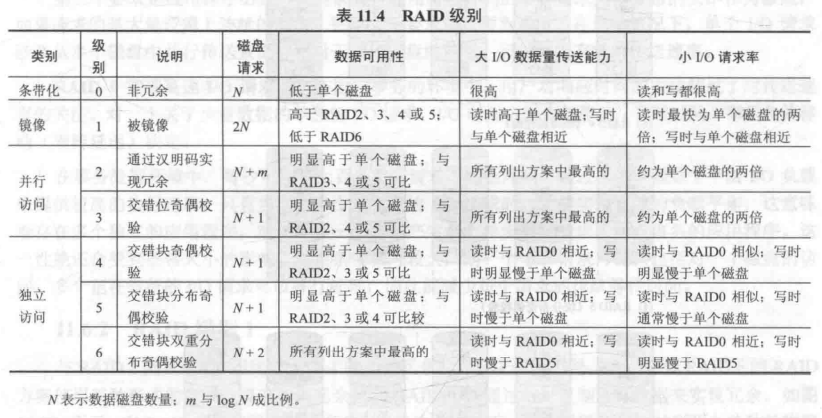 表 11.4 RAID 级别
类别 级别 说明 磁盘请求 数据可用性 大 I/O 数据量传送能力 小 I/O 请求率
条带化 0 非冗余 N 低于单个磁盘 很高 读和写都很高
镜像 1 被镜像 2N 高于 RAID2、3、4 或 5；低于 RAID6 读时高于单个磁盘；写时与单个磁盘相近 读时最快为单个磁盘的两倍；写时与单个磁盘相近
并行访问 2 通过汉明码实现冗余 N + m 明显高于单个磁盘；与 RAID3、4 或 5 可比 所有列出方案中最高的 约为单个磁盘的两倍
3 交错位奇偶校验 N + 1 明显高于单个磁盘；与 RAID2、4 或 5 可比 所有列出方案中最高的 约为单个磁盘的两倍
独立访问 4 交错块奇偶校验 N + 1 明显高于单个磁盘；与 RAID2、3 或 5 可比 读时与 RAID0 相近；写时明显慢于单个磁盘 读时与 RAID0 相似；写时明显慢于单个磁盘
5 交错块分布奇偶校验 N + 1 明显高于单个磁盘；与 RAID2、3 或 4 可比较 读时与 RAID0 相近；写时慢于单个磁盘 读时与 RAID0 相似；写时通常慢于单个磁盘
6 交错块双重分布奇偶校验 N + 2 所有列出方案中最高的 读时与 RAID0 相近；写时慢于 RAID5 读时与 RAID0 相近；写时明显慢于 RAID5
N 表示数据磁盘数量；m 与 log N 成比例。